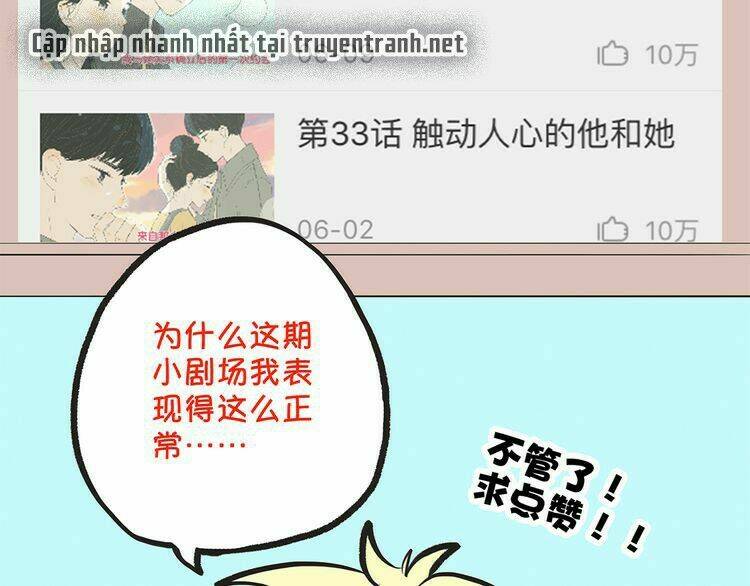 Cập nhập nhanh nhất tại truyentranh.net
10万
第33话 触动人心的他和她
06-02
10万
为什么这期
小剧场我表
现得这么正
常……
不管了！
求点赞！！